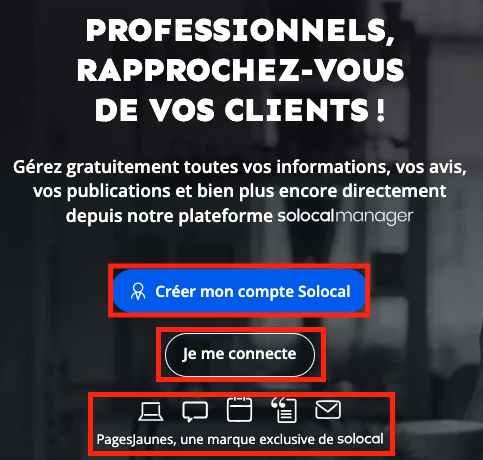 PROFESSIONNELS,
RAPPROCHEZ-VOUS
DE VOS CLIENTS !
Gérez gratuitement toutes vos informations, vos avis,
vos publications et bien plus encore directement
depuis notre plateforme solocalmanager
Créer mon compte Solocal
Je me connecte
PagesJaunes, une marque exclusive de solocal